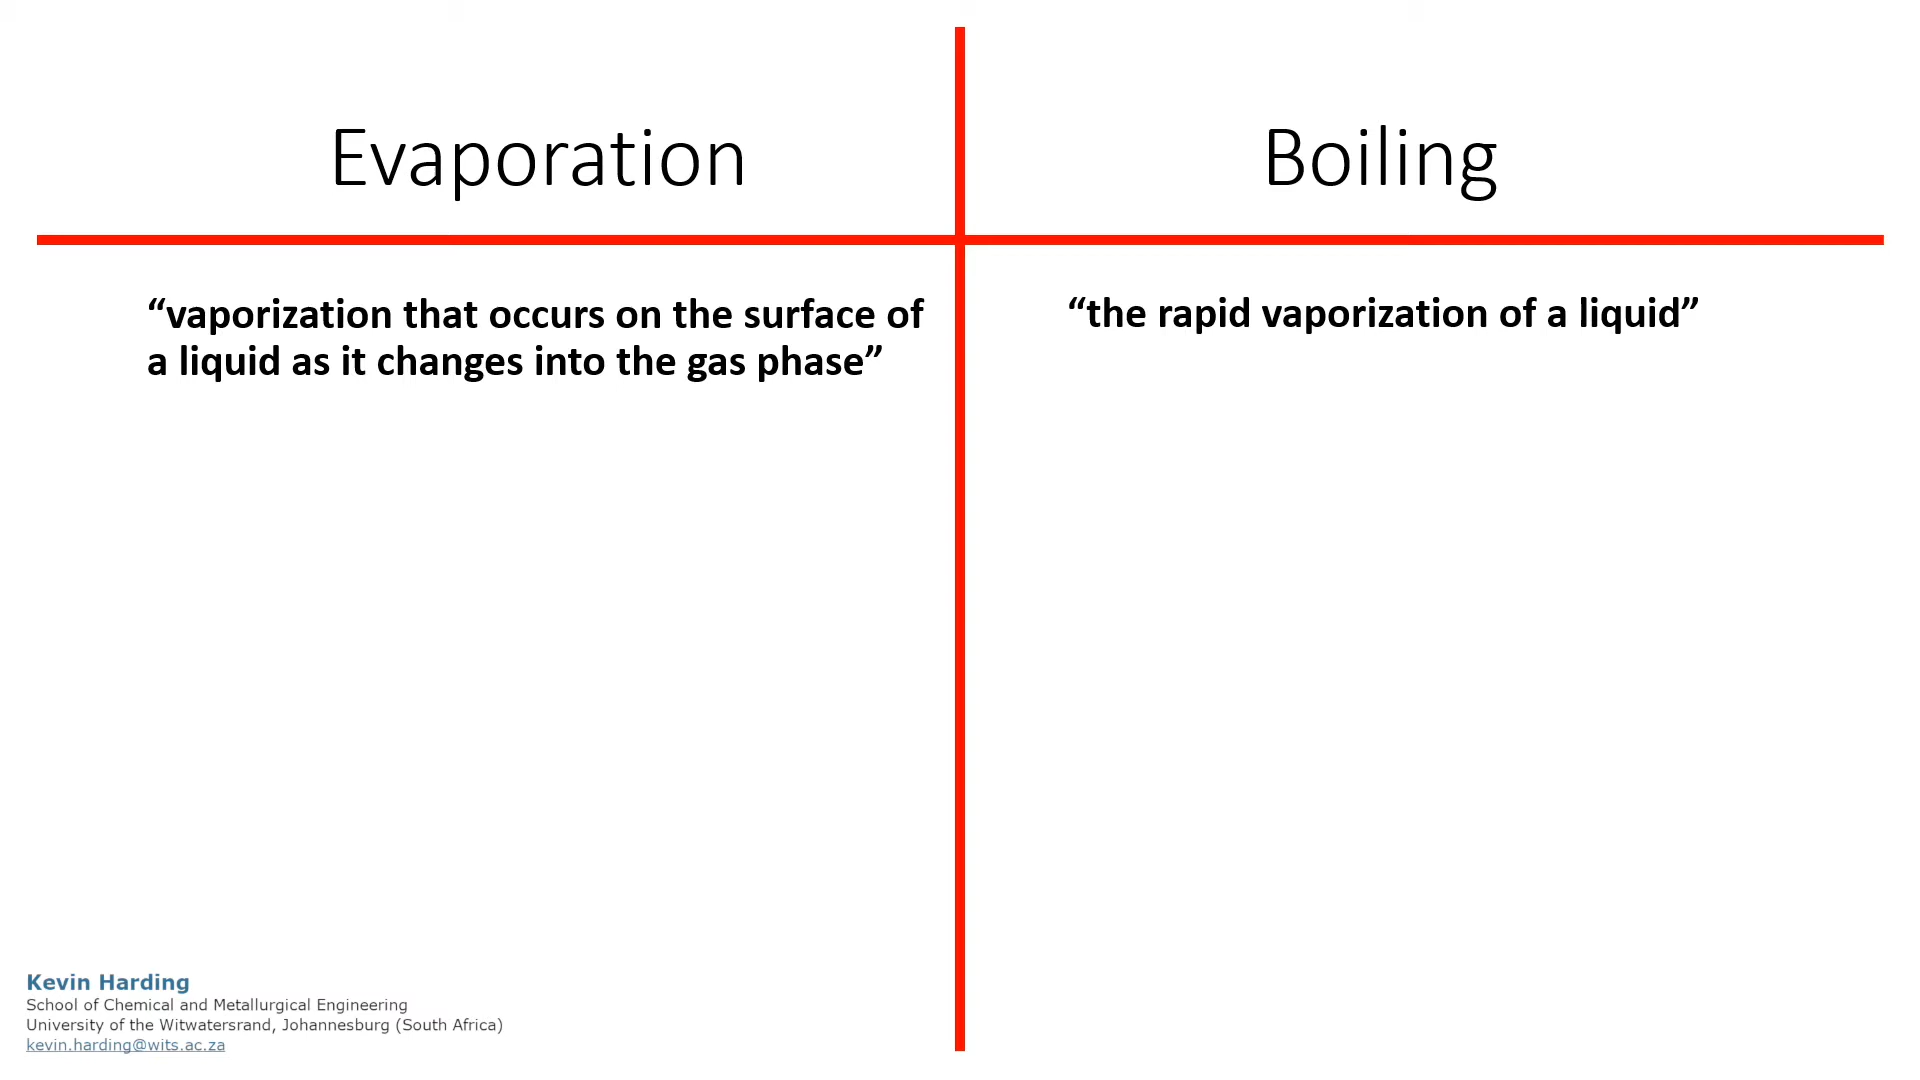 Evaporation
Boiling
“vaporization that occurs on the surface of
a liquid as it changes into the gas phase”
“the rapid vaporization of a liquid”
Kevin Harding
School of Chemical and Metallurgical Engineering
University of the Witwatersrand, Johannesburg (South Africa)
kevin.harding@wits.ac.za